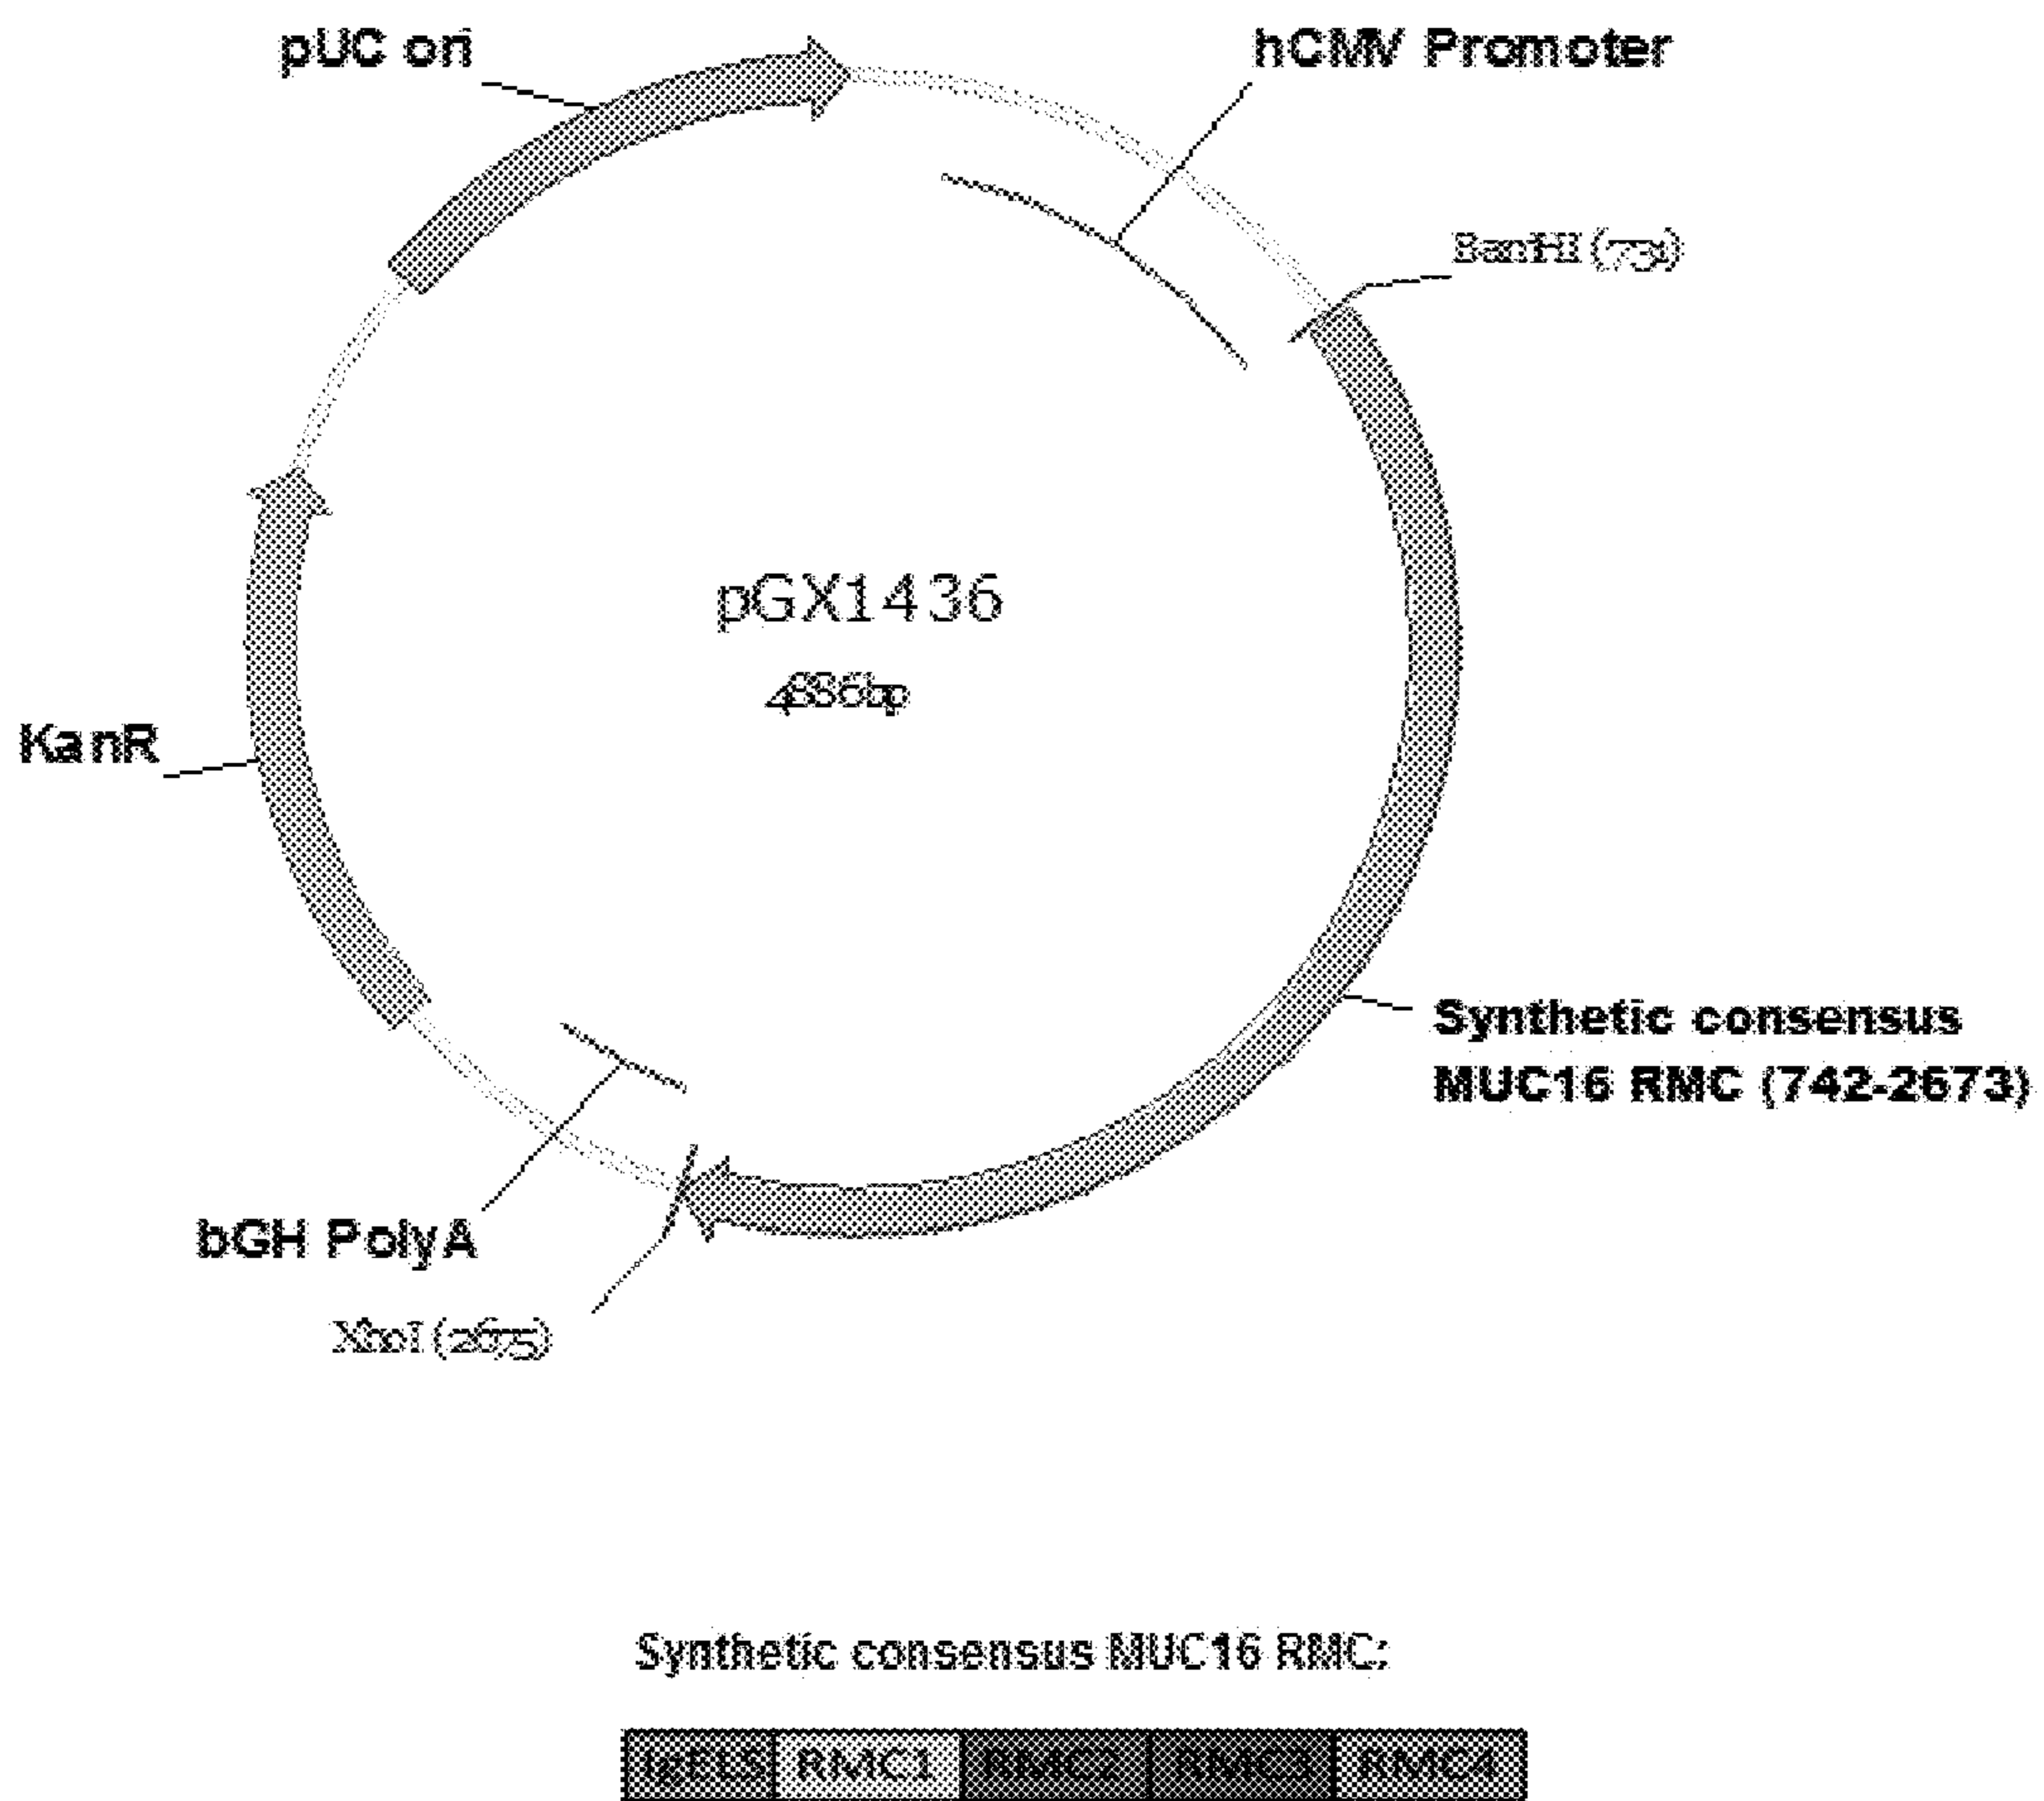 pUC ori
hCMV Promoter
BamHI
pGX1436
KanR
Synthetic consensus
MUC16 RMC (742-2673)
bGH PolyA
XhoI (2675)
Synthetic consensus MUC16 RMC:
IgELS RMC1 RMC2 RMC3 RMC4